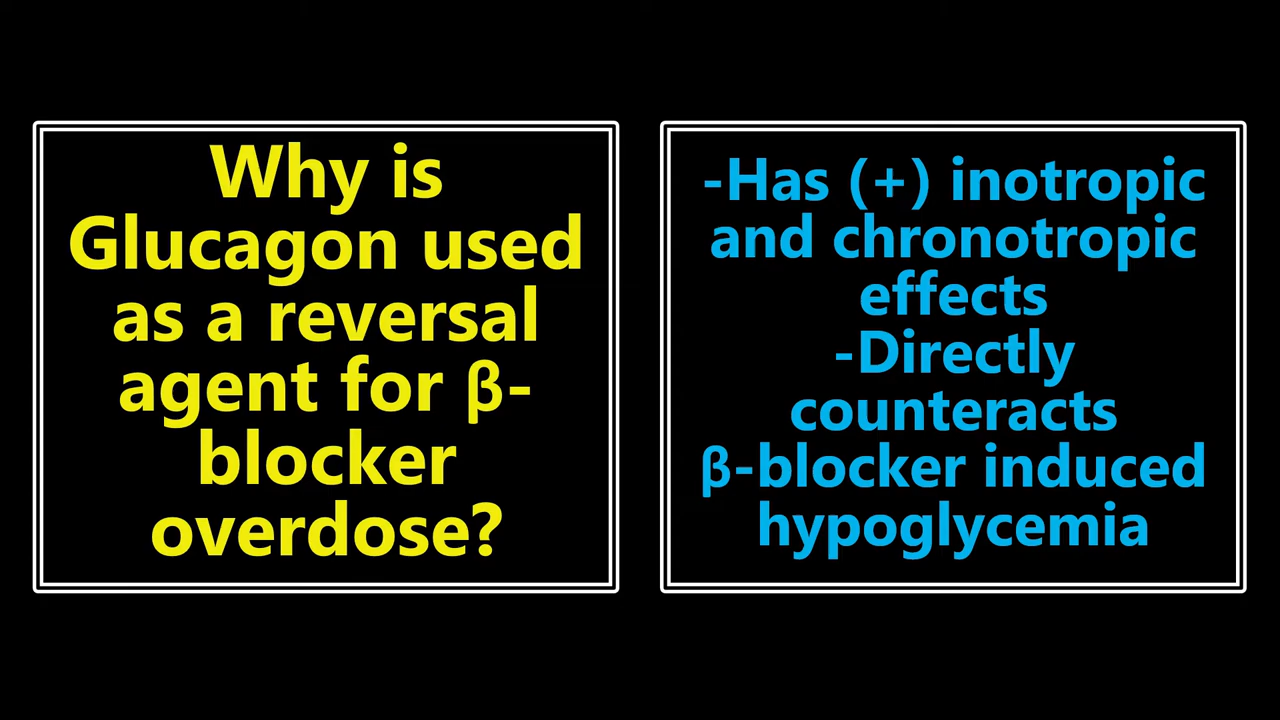 Why is
Glucagon used
as a reversal
agent for β-
blocker
overdose?
-Has (+) inotropic
and chronotropic
effects
-Directly
counteracts
β-blocker induced
hypoglycemia